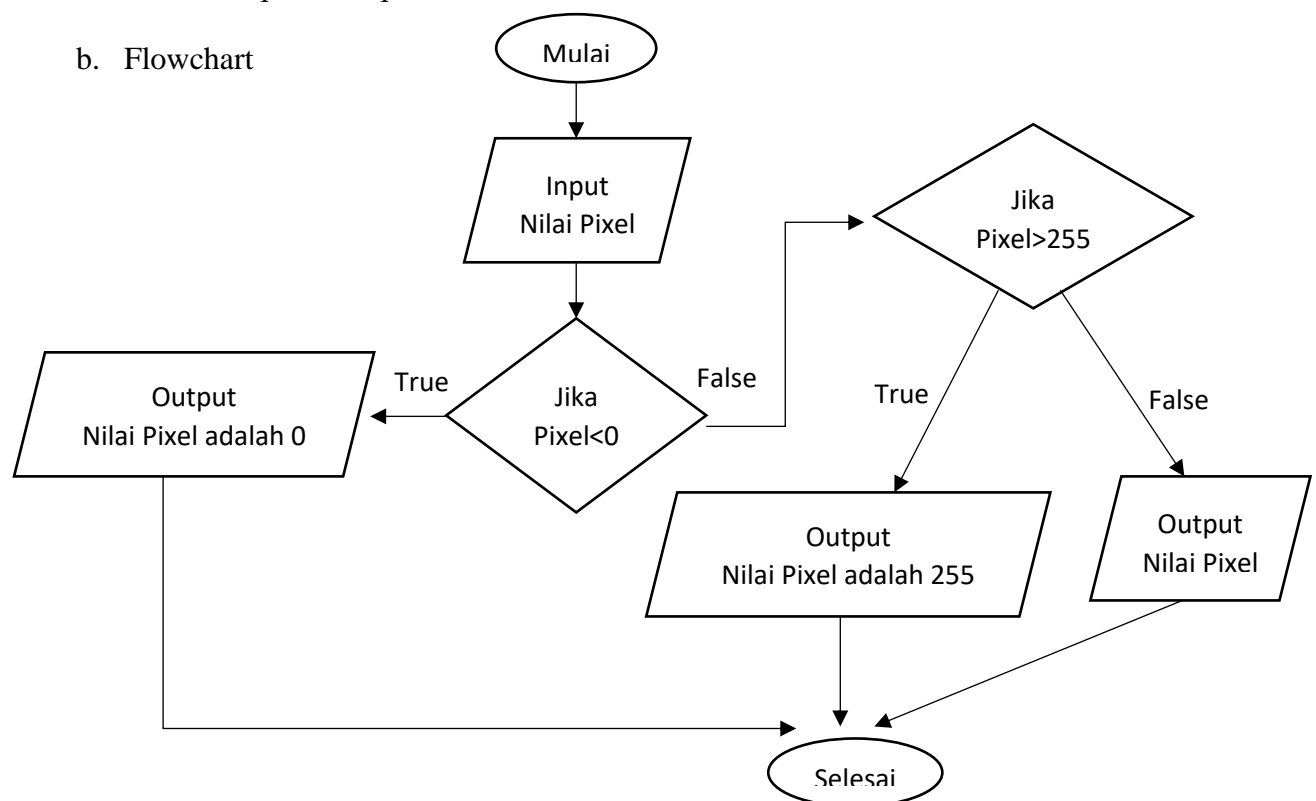 b. Flowchart
Mulai
Input
Nilai Pixel
Jika
Pixel<0
True
False
Output
Nilai Pixel adalah 0
Jika
Pixel>255
True
False
Output
Nilai Pixel adalah 255
Output
Nilai Pixel
Selesai